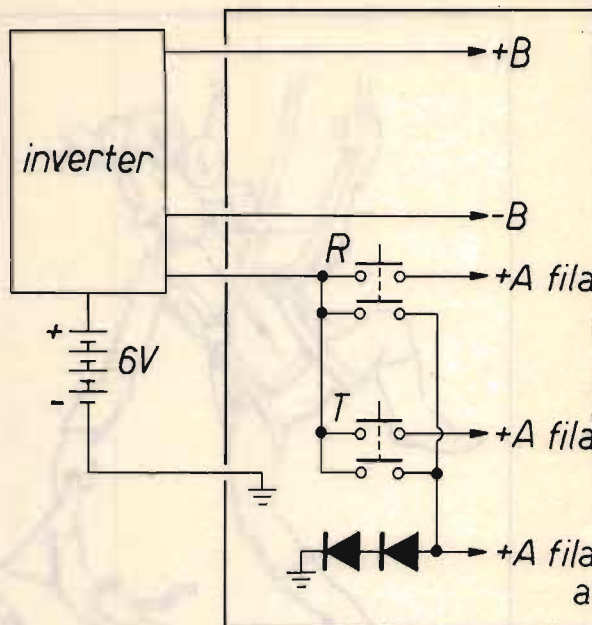 +B
inverter
-B
R
+A fila
+
6V
-
T
+A fila
+A fila
a